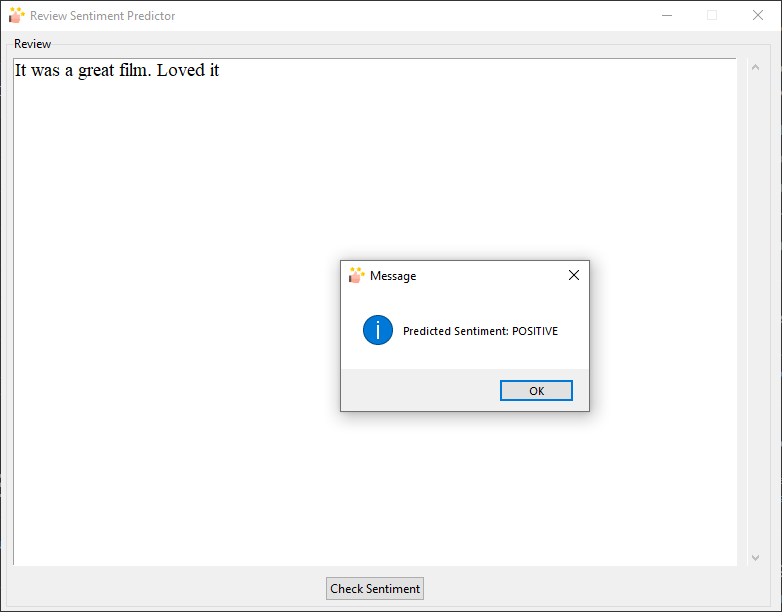 Review Sentiment Predictor
Review
It was a great film. Loved it
Message
Predicted Sentiment: POSITIVE
OK
Check Sentiment